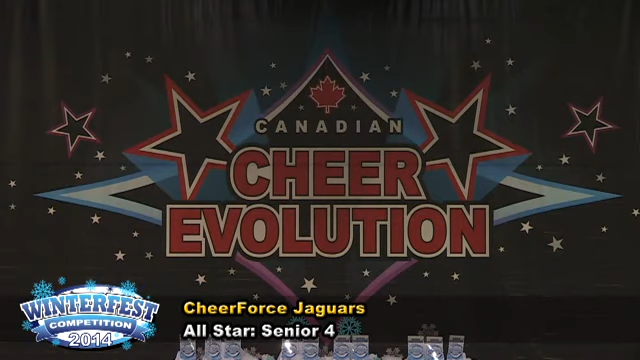 CANADIAN
CHEER
EVOLUTION
WINTERFEST
COMPETITION
2014
CheerForce Jaguars
All Star: Senior 4